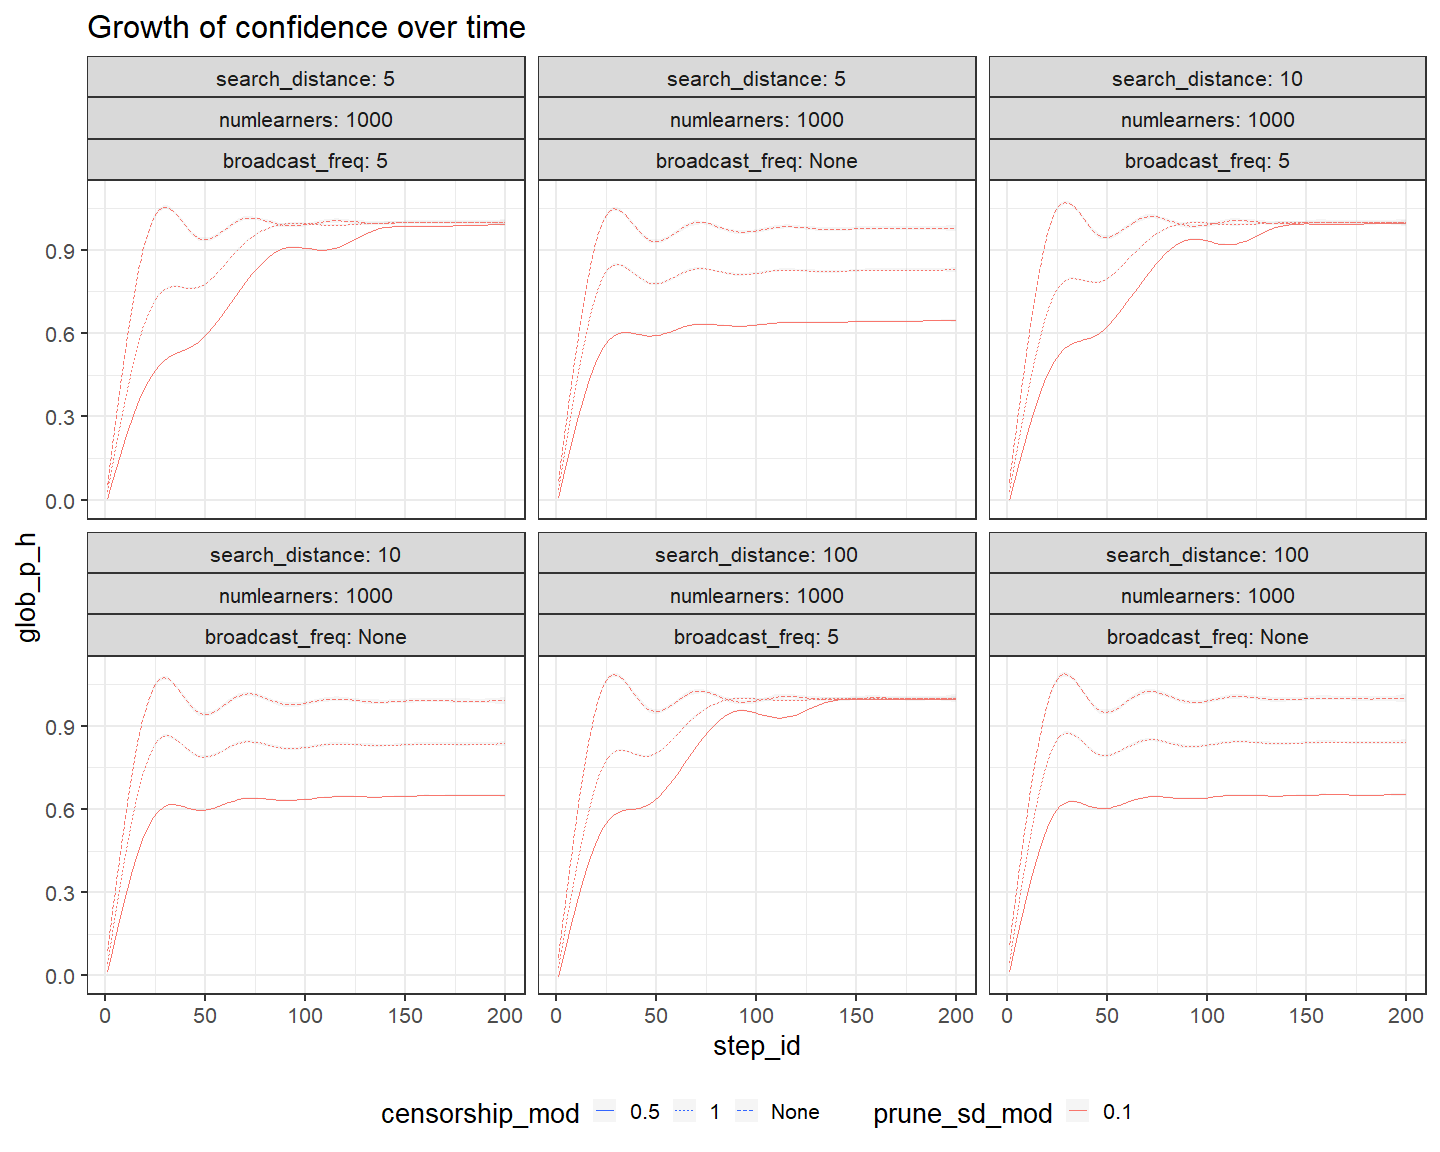 Growth of confidence over time
search_distance: 5
numlearners: 1000
broadcast_freq: 5
search_distance: 5
numlearners: 1000
broadcast_freq: None
search_distance: 10
numlearners: 1000
broadcast_freq: 5
0.9
0.6
0.3
0.0
glob_p_h
search_distance: 10
numlearners: 1000
broadcast_freq: None
search_distance: 100
numlearners: 1000
broadcast_freq: 5
search_distance: 100
numlearners: 1000
broadcast_freq: None
0.9
0.6
0.3
0.0
0 50 100 150 200
0 50 100 150 200
0 50 100 150 200
step_id
censorship_mod 0.5 1 None prune_sd_mod 0.1